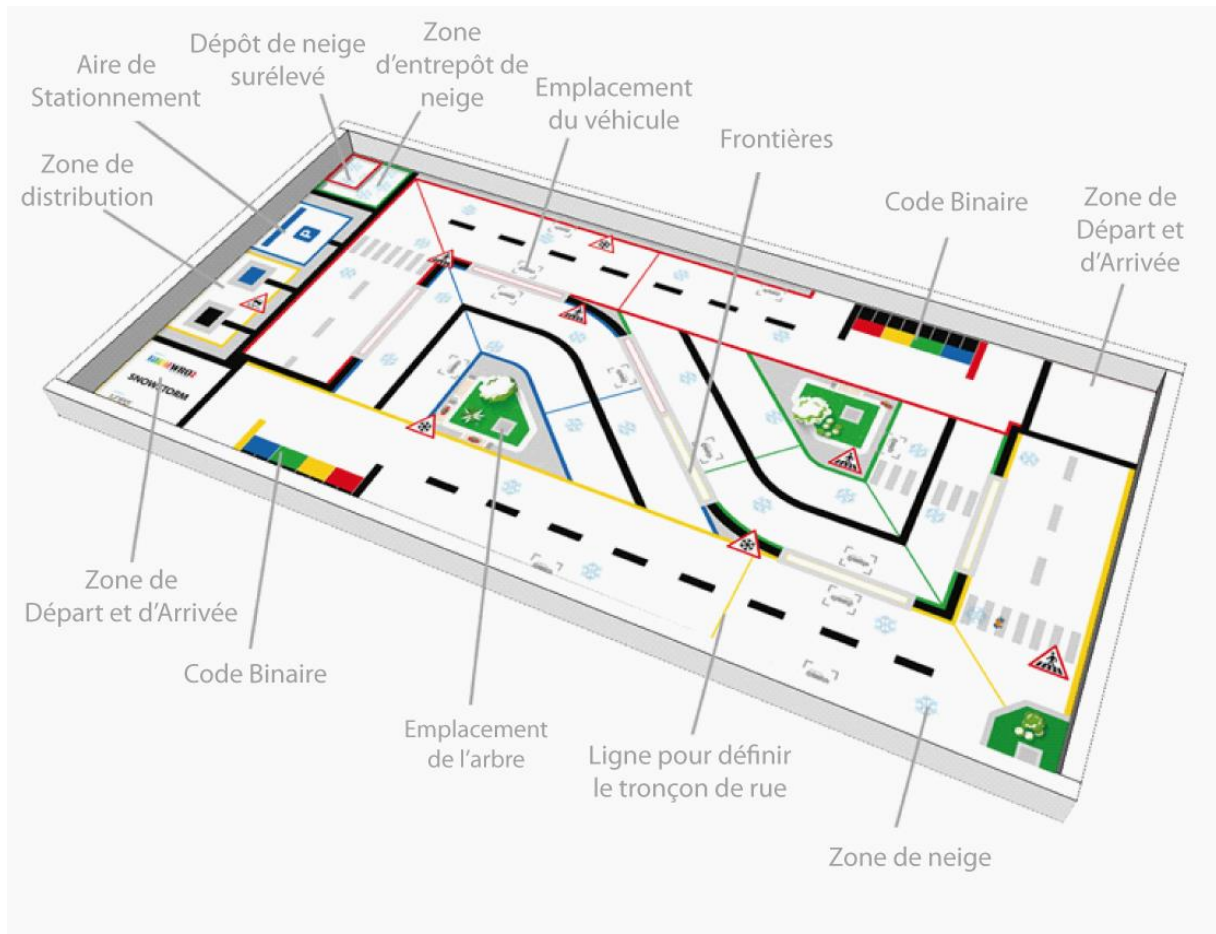 Dépôt de neige
surélevé
Zone
d'entrepôt de
neige
Aire de
Stationnement
Emplacement
du véhicule
Frontières
Zone de
distribution
Code Binaire
Zone de
Départ et
d'Arrivée
P
WRO
SNOWSTORM
Zone de
Départ et d'Arrivée
Code Binaire
Emplacement
de l'arbre
Ligne pour définir
le tronçon de rue
Zone de neige